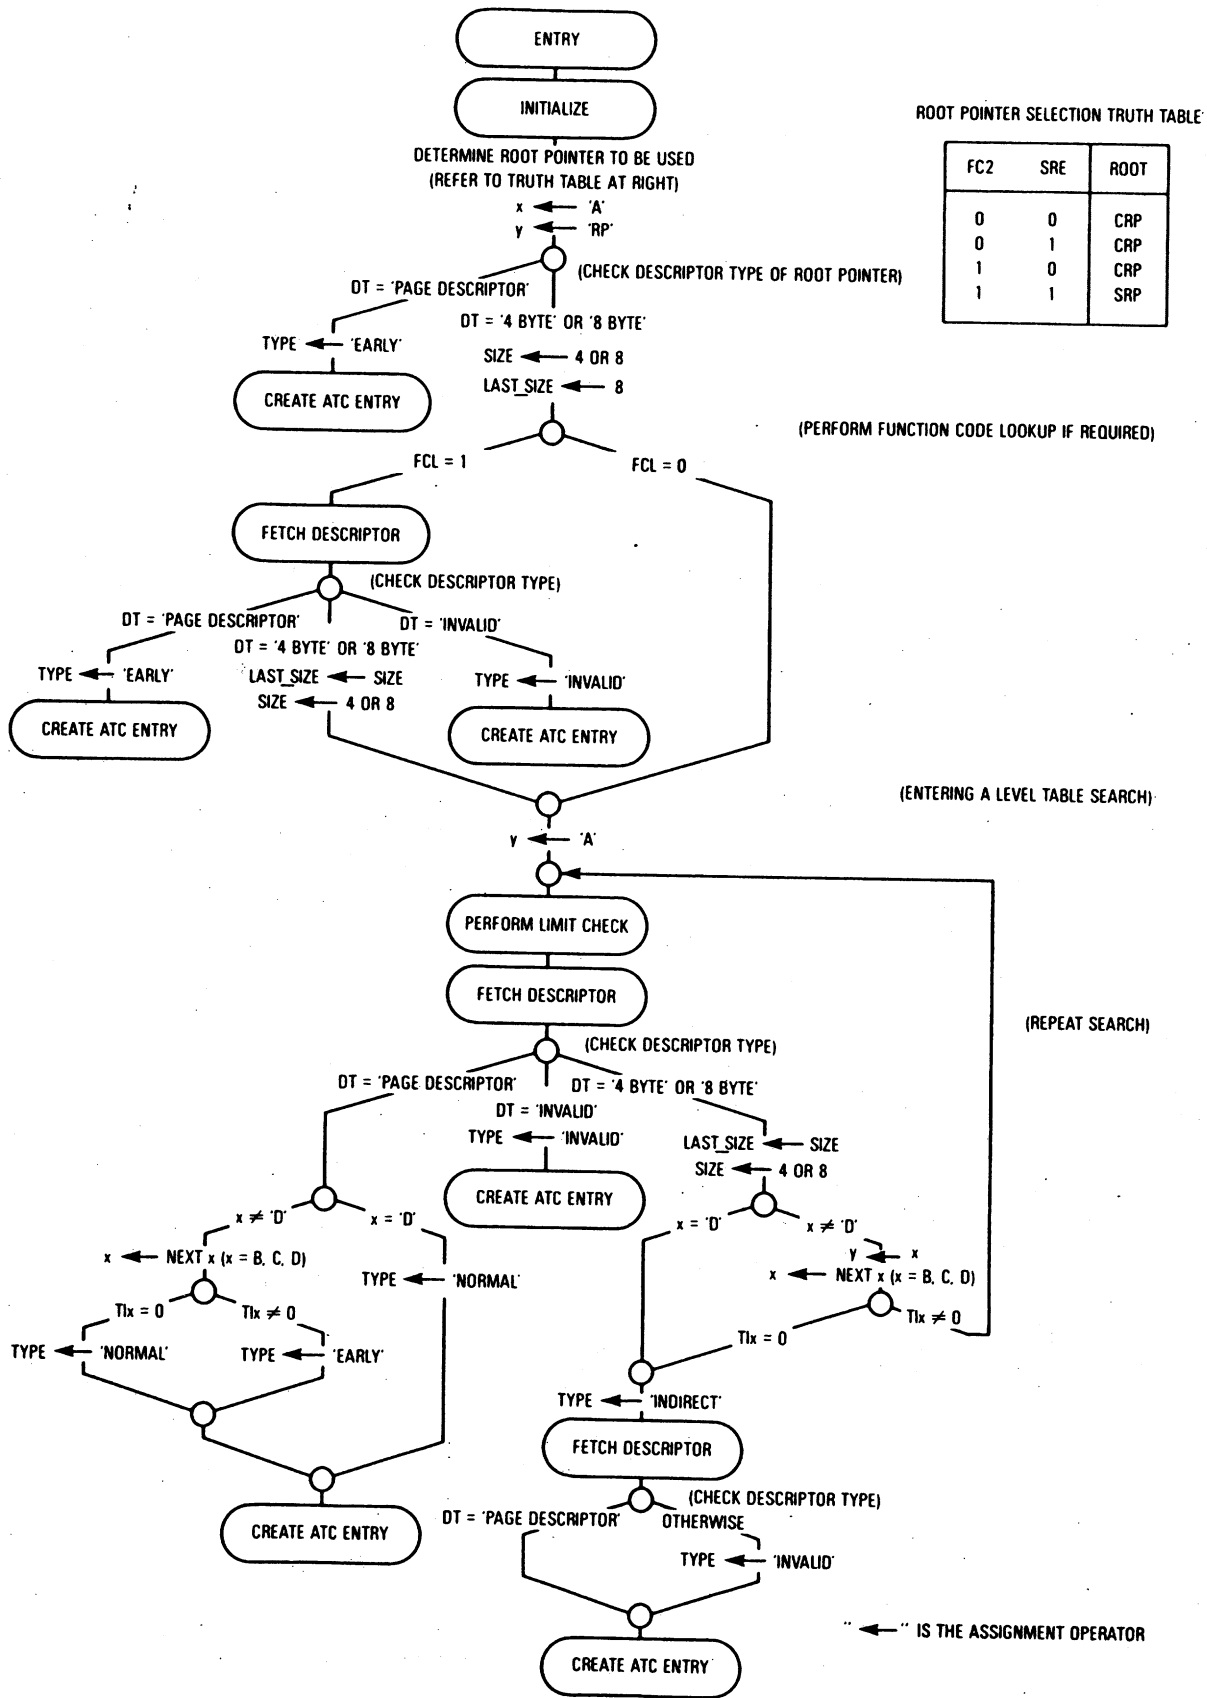 ENTRY
INITIALIZE
DETERMINE ROOT POINTER TO BE USED
(REFER TO TRUTH TABLE AT RIGHT)
x ← 'A'
y ← 'RP'
ROOT POINTER SELECTION TRUTH TABLE
FC2 SRE ROOT
0 0 CRP
0 1 CRP
1 0 CRP
1 1 SRP
(CHECK DESCRIPTOR TYPE OF ROOT POINTER)
DT = 'PAGE DESCRIPTOR'
DT = '4 BYTE' OR '8 BYTE'
TYPE ← 'EARLY'
SIZE ← 4 OR 8
LAST_SIZE ← 8
CREATE ATC ENTRY
(PERFORM FUNCTION CODE LOOKUP IF REQUIRED)
FCL = 1
FCL = 0
FETCH DESCRIPTOR
(CHECK DESCRIPTOR TYPE)
DT = 'PAGE DESCRIPTOR'
DT = 'INVALID'
DT = '4 BYTE' OR '8 BYTE'
TYPE ← 'EARLY'
LAST_SIZE ← SIZE
TYPE ← 'INVALID'
SIZE ← 4 OR 8
CREATE ATC ENTRY
CREATE ATC ENTRY
(ENTERING A LEVEL TABLE SEARCH)
y ← 'A'
PERFORM LIMIT CHECK
FETCH DESCRIPTOR
(REPEAT SEARCH)
(CHECK DESCRIPTOR TYPE)
DT = 'PAGE DESCRIPTOR'
DT = '4 BYTE' OR '8 BYTE'
DT = 'INVALID'
TYPE ← 'INVALID'
LAST_SIZE ← SIZE
SIZE ← 4 OR 8
CREATE ATC ENTRY
x ≠ 'D'
x = 'D'
x = 'D'
x ≠ 'D'
y ← x
x ← NEXT x (x = B, C, D)
x ← NEXT x (x = B, C, D)
TYPE ← 'NORMAL'
TIx = 0
TIx ≠ 0
TIx = 0
TIx ≠ 0
TYPE ← 'NORMAL'
TYPE ← 'EARLY'
TYPE ← 'INDIRECT'
FETCH DESCRIPTOR
(CHECK DESCRIPTOR TYPE)
DT = 'PAGE DESCRIPTOR'
OTHERWISE
CREATE ATC ENTRY
TYPE ← 'INVALID'
CREATE ATC ENTRY
" ← " IS THE ASSIGNMENT OPERATOR